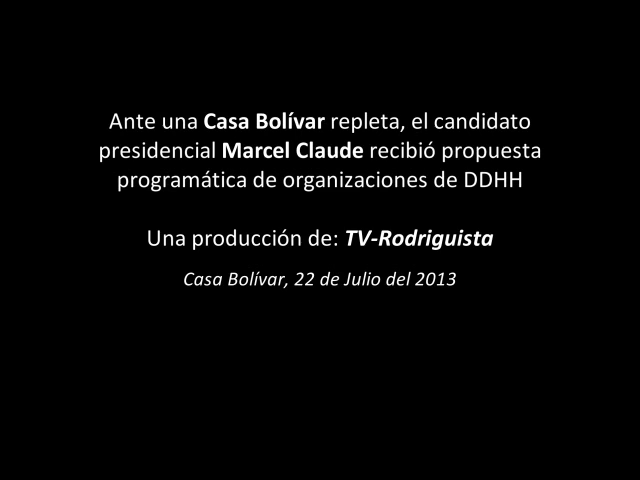 Ante una Casa Bolívar repleta, el candidato
presidencial Marcel Claude recibió propuesta
programática de organizaciones de DDHH
Una producción de: TV-Rodriguista
Casa Bolívar, 22 de Julio del 2013